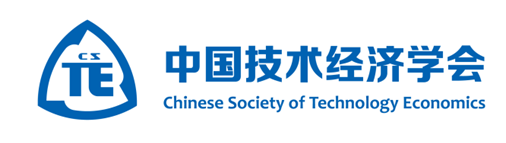 CS
TE
中国技术经济学会
Chinese Society of Technology Economics